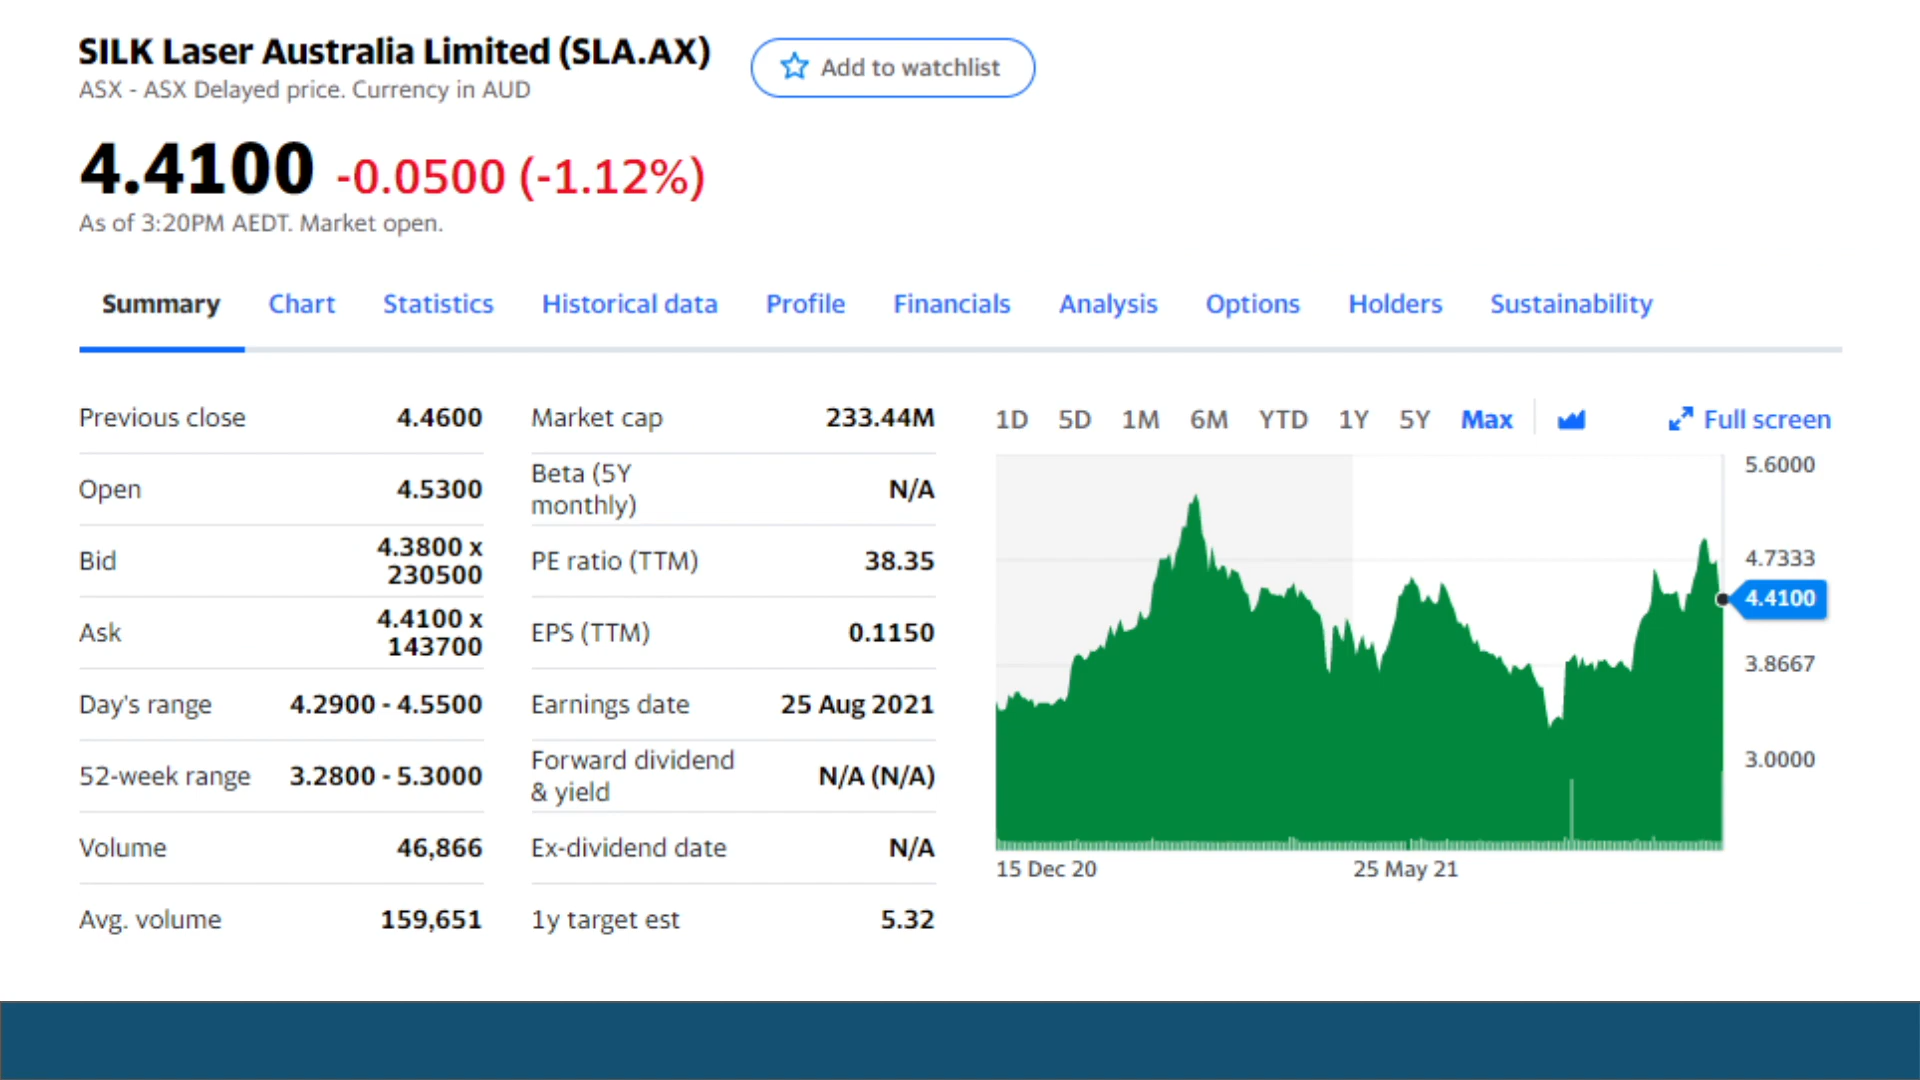 SILK Laser Australia Limited (SLA.AX)
Add to watchlist
ASX - ASX Delayed price. Currency in AUD
4.4100 -0.0500 (-1.12%)
As of 3:20PM AEDT. Market open.
Summary Chart Statistics Historical data Profile Financials Analysis Options Holders Sustainability
Previous close 4.4600
Open 4.5300
Bid 4.3800 x
230500
Ask 4.4100 x
143700
Day's range 4.2900 - 4.5500
52-week range 3.2800 - 5.3000
Volume 46,866
Avg. volume 159,651
Market cap 233.44M
Beta (5Y
monthly) N/A
PE ratio (TTM) 38.35
EPS (TTM) 0.1150
Earnings date 25 Aug 2021
Forward dividend
& yield N/A (N/A)
Ex-dividend date N/A
1y target est 5.32
1D 5D 1M 6M YTD 1Y 5Y Max Full screen
5.6000
4.7333
4.4100
3.8667
3.0000
15 Dec 20 25 May 21